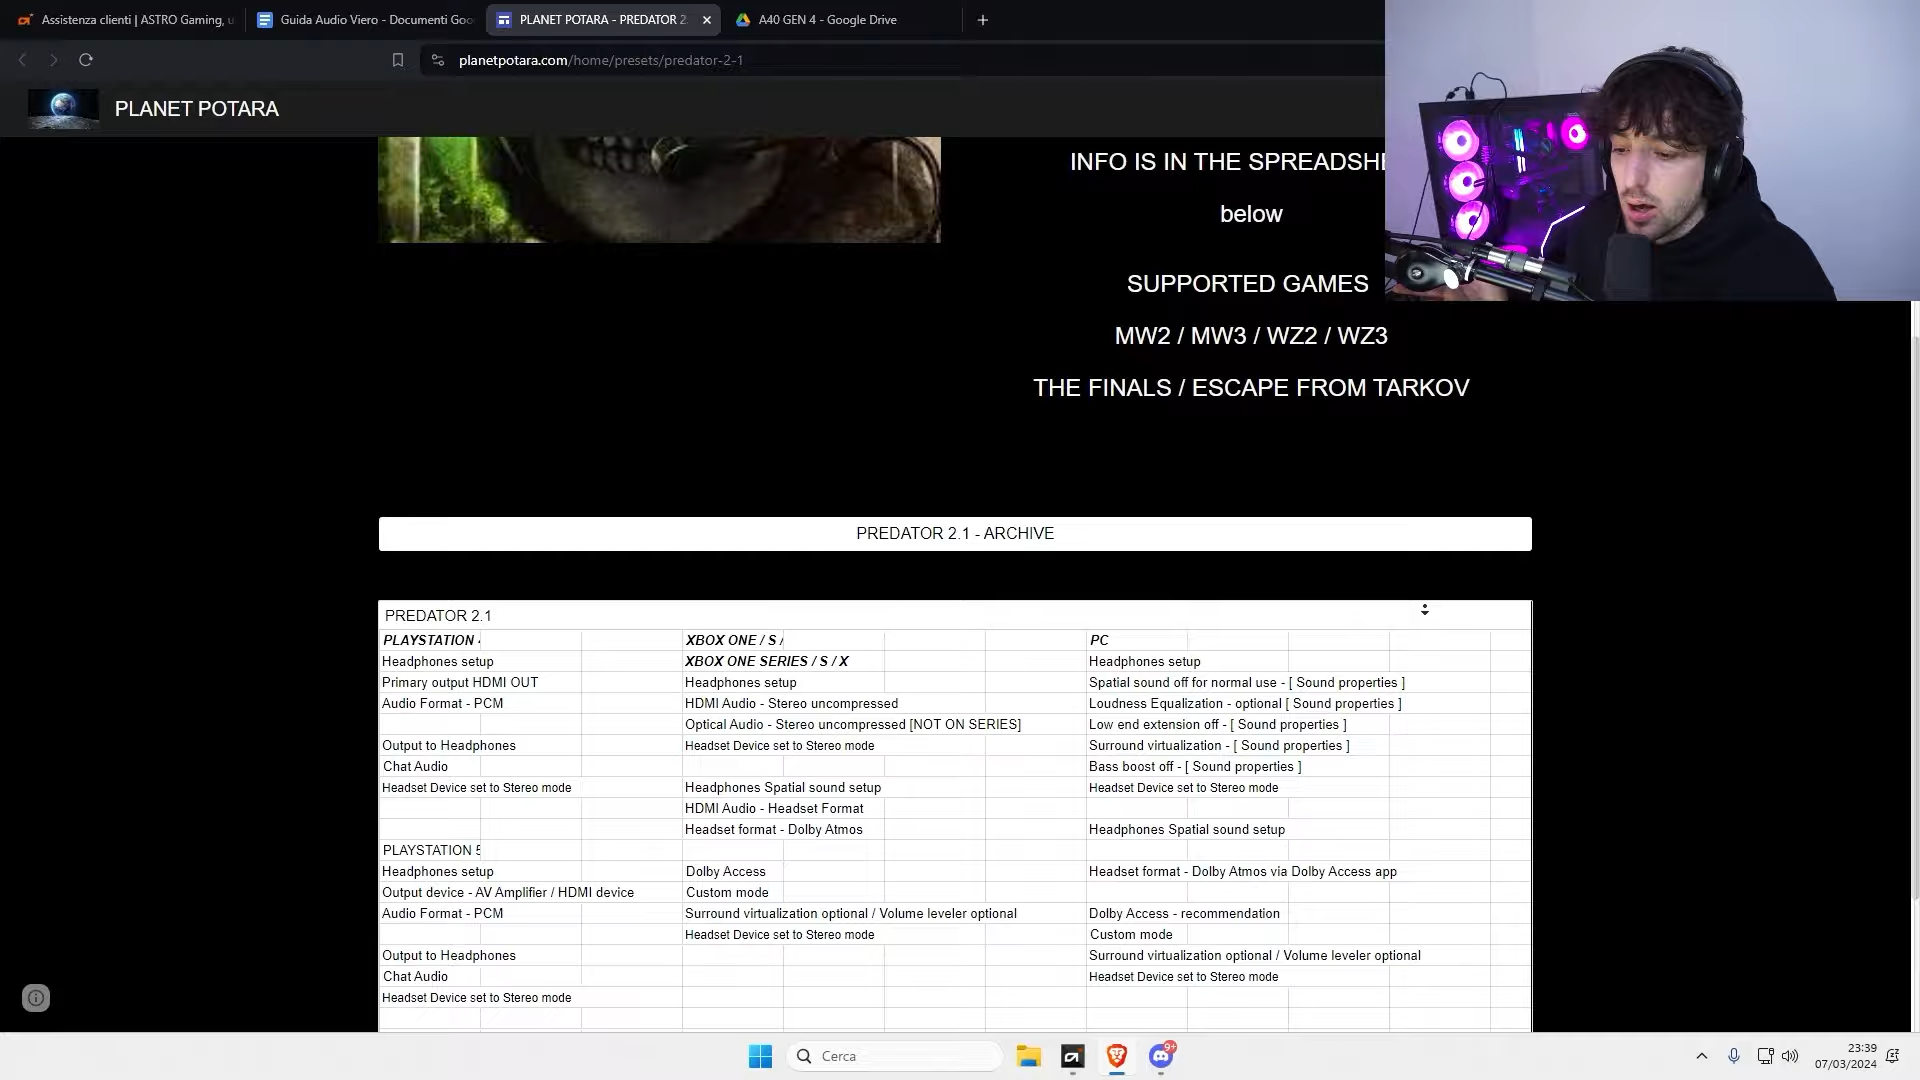 Assistenza clienti | ASTRO Gaming, u
Guida Audio Viero - Documenti Goo
PLANET POTARA - PREDATOR 2.
A40 GEN 4 - Google Drive
planetpotara.com/home/presets/predator-2-1
PLANET POTARA
INFO IS IN THE SPREADSHE
below
SUPPORTED GAMES
MW2 / MW3 / WZ2 / WZ3
THE FINALS / ESCAPE FROM TARKOV
PREDATOR 2.1 - ARCHIVE
PREDATOR 2.1
PLAYSTATION XBOX ONE / S / PC
Headphones setup XBOX ONE SERIES / S / X Headphones setup
Primary output HDMI OUT Headphones setup Spatial sound off for normal use - [ Sound properties ]
Audio Format - PCM HDMI Audio - Stereo uncompressed Loudness Equalization - optional [ Sound properties ]
Optical Audio - Stereo uncompressed [NOT ON SERIES] Low end extension off - [ Sound properties ]
Output to Headphones Headset Device set to Stereo mode Surround virtualization - [ Sound properties ]
Chat Audio Bass boost off - [ Sound properties ]
Headset Device set to Stereo mode Headphones Spatial sound setup Headset Device set to Stereo mode
HDMI Audio - Headset Format
Headset format - Dolby Atmos Headphones Spatial sound setup
PLAYSTATION 5
Headphones setup Dolby Access Headset format - Dolby Atmos via Dolby Access app
Output device - AV Amplifier / HDMI device Custom mode
Audio Format - PCM Surround virtualization optional / Volume leveler optional Dolby Access - recommendation
Headset Device set to Stereo mode Custom mode
Output to Headphones Surround virtualization optional / Volume leveler optional
Chat Audio Headset Device set to Stereo mode
Headset Device set to Stereo mode
Cerca
9+
23:39
07/03/2024